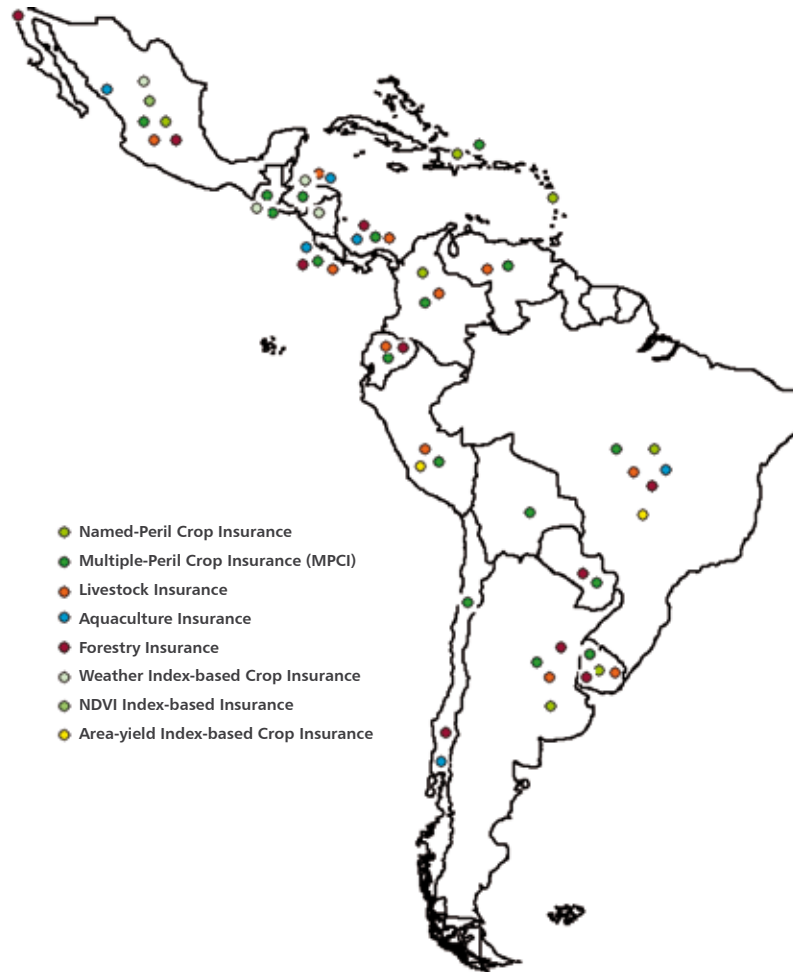 Named-Peril Crop Insurance
Multiple-Peril Crop Insurance (MPCI)
Livestock Insurance
Aquaculture Insurance
Forestry Insurance
Weather Index-based Crop Insurance
NDVI Index-based Insurance
Area-yield Index-based Crop Insurance